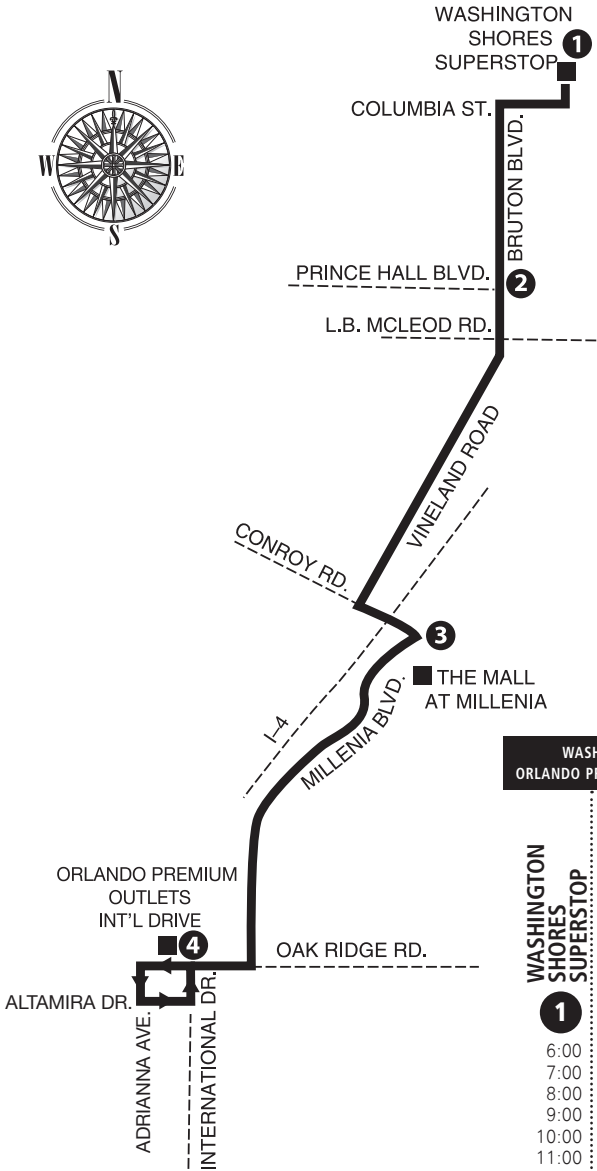 WASHINGTON
SHORES
SUPERSTOP
1
N
W E
S
COLUMBIA ST.
BRUTON BLVD.
PRINCE HALL BLVD.
2
L.B. MCLEOD RD.
VINELAND ROAD
CONROY RD.
3
THE MALL
AT MILLENIA
I–4
MILLENIA BLVD.
ORLANDO PREMIUM
OUTLETS
INT'L DRIVE
4
OAK RIDGE RD.
ALTAMIRA DR.
ADRIANNA AVE.
INTERNATIONAL DR.
WASH
ORLANDO PR
WASHINGTON
SHORES
SUPERSTOP
1
6:00
7:00
8:00
9:00
10:00
11:00